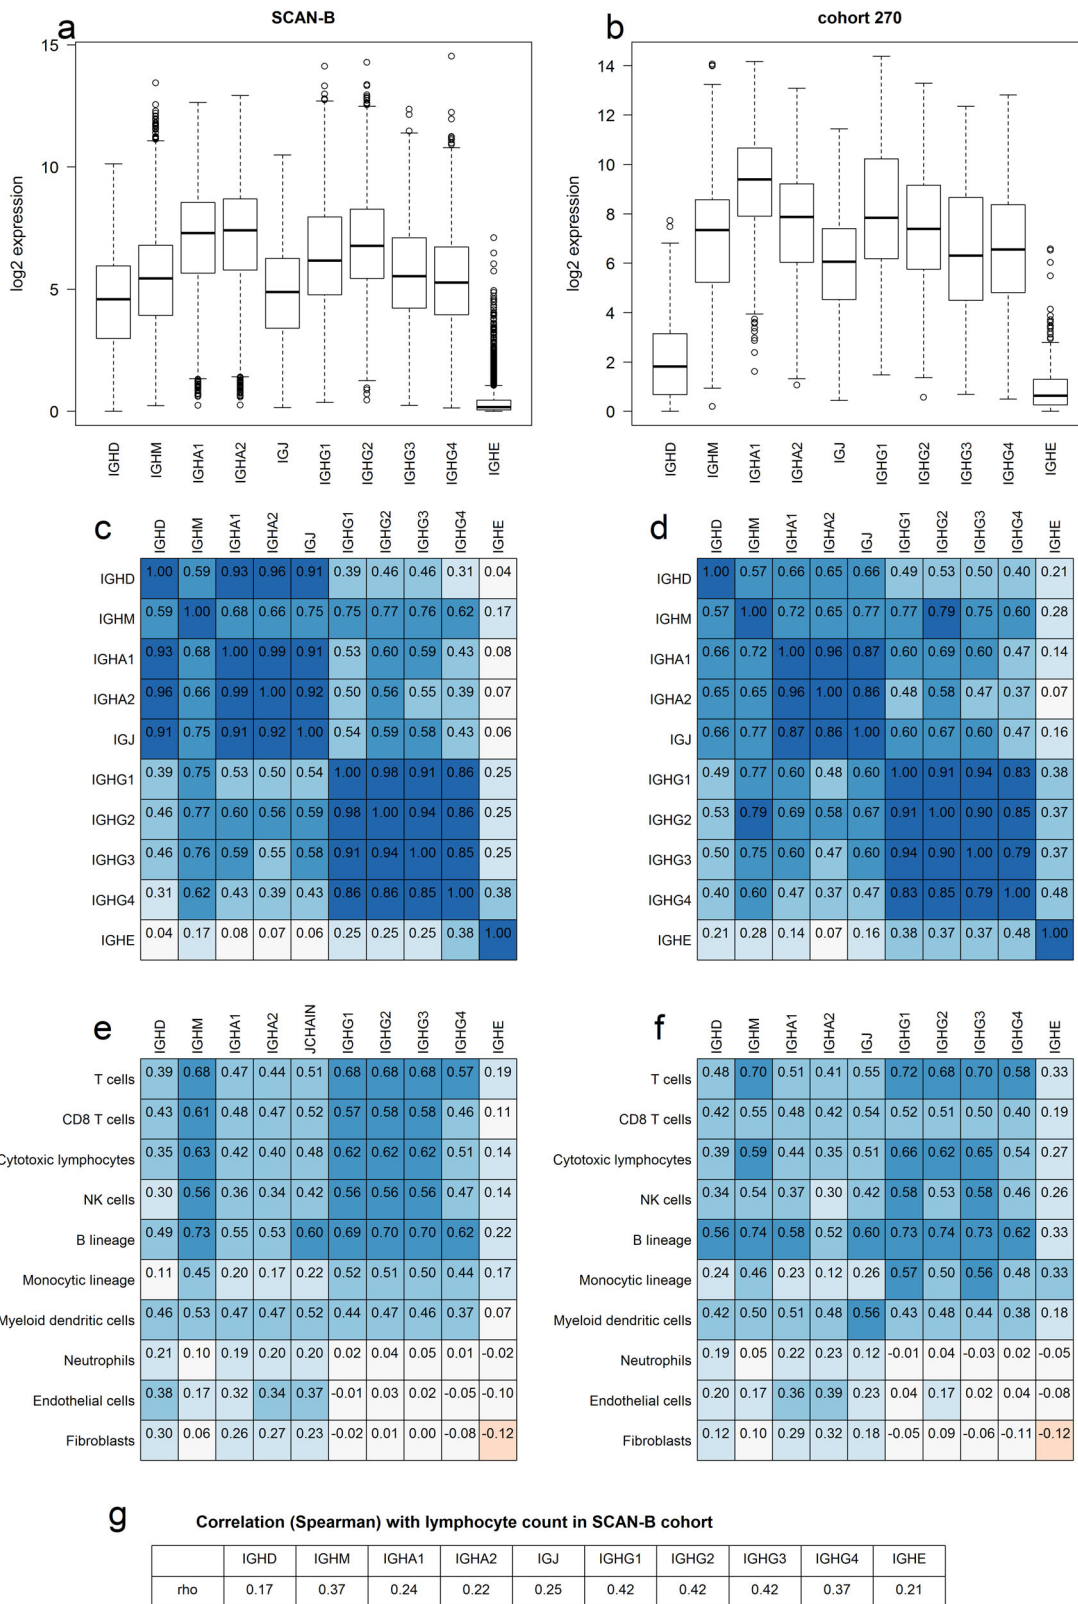 a
SCAN-B
b
cohort 270
log2 expression
15
10
5
0
IGHD
IGHM
IGHA1
IGHA2
IGJ
IGHG1
IGHG2
IGHG3
IGHG4
IGHE
log2 expression
14
12
10
8
6
4
2
0
IGHD
IGHM
IGHA1
IGHA2
IGJ
IGHG1
IGHG2
IGHG3
IGHG4
IGHE
c
IGHD IGHM IGHA1 IGHA2 IGJ IGHG1 IGHG2 IGHG3 IGHG4 IGHE
IGHD 1.00 0.59 0.93 0.96 0.91 0.39 0.46 0.46 0.31 0.04
IGHM 0.59 1.00 0.68 0.66 0.75 0.75 0.77 0.76 0.62 0.17
IGHA1 0.93 0.68 1.00 0.99 0.91 0.53 0.60 0.59 0.43 0.08
IGHA2 0.96 0.66 0.99 1.00 0.92 0.50 0.56 0.55 0.39 0.07
IGJ 0.91 0.75 0.91 0.92 1.00 0.54 0.59 0.58 0.43 0.06
IGHG1 0.39 0.75 0.53 0.50 0.54 1.00 0.98 0.91 0.86 0.25
IGHG2 0.46 0.77 0.60 0.56 0.59 0.98 1.00 0.94 0.86 0.25
IGHG3 0.46 0.76 0.59 0.55 0.58 0.91 0.94 1.00 0.85 0.25
IGHG4 0.31 0.62 0.43 0.39 0.43 0.86 0.86 0.85 1.00 0.38
IGHE 0.04 0.17 0.08 0.07 0.06 0.25 0.25 0.25 0.38 1.00
d
IGHD IGHM IGHA1 IGHA2 IGJ IGHG1 IGHG2 IGHG3 IGHG4 IGHE
IGHD 1.00 0.57 0.66 0.65 0.66 0.49 0.53 0.50 0.40 0.21
IGHM 0.57 1.00 0.72 0.65 0.77 0.77 0.79 0.75 0.60 0.28
IGHA1 0.66 0.72 1.00 0.96 0.87 0.60 0.69 0.60 0.47 0.14
IGHA2 0.65 0.65 0.96 1.00 0.86 0.48 0.58 0.47 0.37 0.07
IGJ 0.66 0.77 0.87 0.86 1.00 0.60 0.67 0.60 0.47 0.16
IGHG1 0.49 0.77 0.60 0.48 0.60 1.00 0.91 0.94 0.83 0.38
IGHG2 0.53 0.79 0.69 0.58 0.67 0.91 1.00 0.90 0.85 0.37
IGHG3 0.50 0.75 0.60 0.47 0.60 0.94 0.90 1.00 0.79 0.37
IGHG4 0.40 0.60 0.47 0.37 0.47 0.83 0.85 0.79 1.00 0.48
IGHE 0.21 0.28 0.14 0.07 0.16 0.38 0.37 0.37 0.48 1.00
e
IGHD IGHM IGHA1 IGHA2 JCHAIN IGHG1 IGHG2 IGHG3 IGHG4 IGHE
T cells 0.39 0.68 0.47 0.44 0.51 0.68 0.68 0.68 0.57 0.19
CD8 T cells 0.43 0.61 0.48 0.47 0.52 0.57 0.58 0.58 0.46 0.11
Cytotoxic lymphocytes 0.35 0.63 0.42 0.40 0.48 0.62 0.62 0.62 0.51 0.14
NK cells 0.30 0.56 0.36 0.34 0.42 0.56 0.56 0.56 0.47 0.14
B lineage 0.49 0.73 0.55 0.53 0.60 0.69 0.70 0.70 0.62 0.22
Monocytic lineage 0.11 0.45 0.20 0.17 0.22 0.52 0.51 0.50 0.44 0.17
Myeloid dendritic cells 0.46 0.53 0.47 0.47 0.52 0.44 0.47 0.46 0.37 0.07
Neutrophils 0.21 0.10 0.19 0.20 0.20 0.02 0.04 0.05 0.01 -0.02
Endothelial cells 0.38 0.17 0.32 0.34 0.37 -0.01 0.03 0.02 -0.05 -0.10
Fibroblasts 0.30 0.06 0.26 0.27 0.23 -0.02 0.01 0.00 -0.08 -0.12
f
IGHD IGHM IGHA1 IGHA2 IGJ IGHG1 IGHG2 IGHG3 IGHG4 IGHE
T cells 0.48 0.70 0.51 0.41 0.55 0.72 0.68 0.70 0.58 0.33
CD8 T cells 0.42 0.55 0.48 0.42 0.54 0.52 0.51 0.50 0.40 0.19
Cytotoxic lymphocytes 0.39 0.59 0.44 0.35 0.51 0.66 0.62 0.65 0.54 0.27
NK cells 0.34 0.54 0.37 0.30 0.42 0.58 0.53 0.58 0.46 0.26
B lineage 0.56 0.74 0.58 0.52 0.60 0.73 0.74 0.73 0.62 0.33
Monocytic lineage 0.24 0.46 0.23 0.12 0.26 0.57 0.50 0.56 0.48 0.33
Myeloid dendritic cells 0.42 0.50 0.51 0.48 0.56 0.43 0.48 0.44 0.38 0.18
Neutrophils 0.19 0.05 0.22 0.23 0.12 -0.01 0.04 -0.03 0.02 -0.05
Endothelial cells 0.20 0.17 0.36 0.39 0.23 0.04 0.17 0.02 0.04 -0.08
Fibroblasts 0.12 0.10 0.29 0.32 0.18 -0.05 0.09 -0.06 -0.11 -0.12
g
Correlation (Spearman) with lymphocyte count in SCAN-B cohort
IGHD IGHM IGHA1 IGHA2 IGJ IGHG1 IGHG2 IGHG3 IGHG4 IGHE
rho 0.17 0.37 0.24 0.22 0.25 0.42 0.42 0.42 0.37 0.21